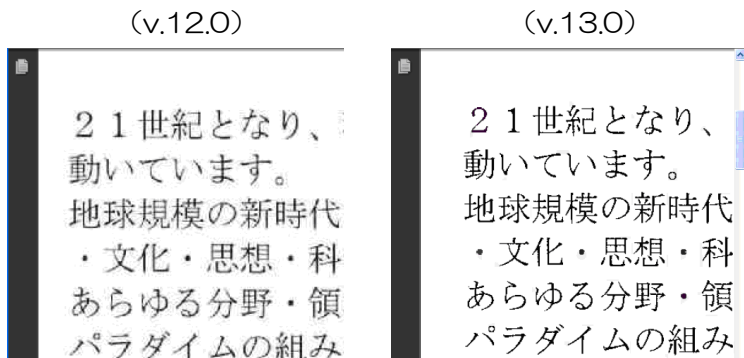 （v.12.0）
２１世紀となり、
動いています。
地球規模の新時代
・文化・思想・科
あらゆる分野・領
パラダイムの組み
（v.13.0）
２１世紀となり、
動いています。
地球規模の新時代
・文化・思想・科
あらゆる分野・領
パラダイムの組み